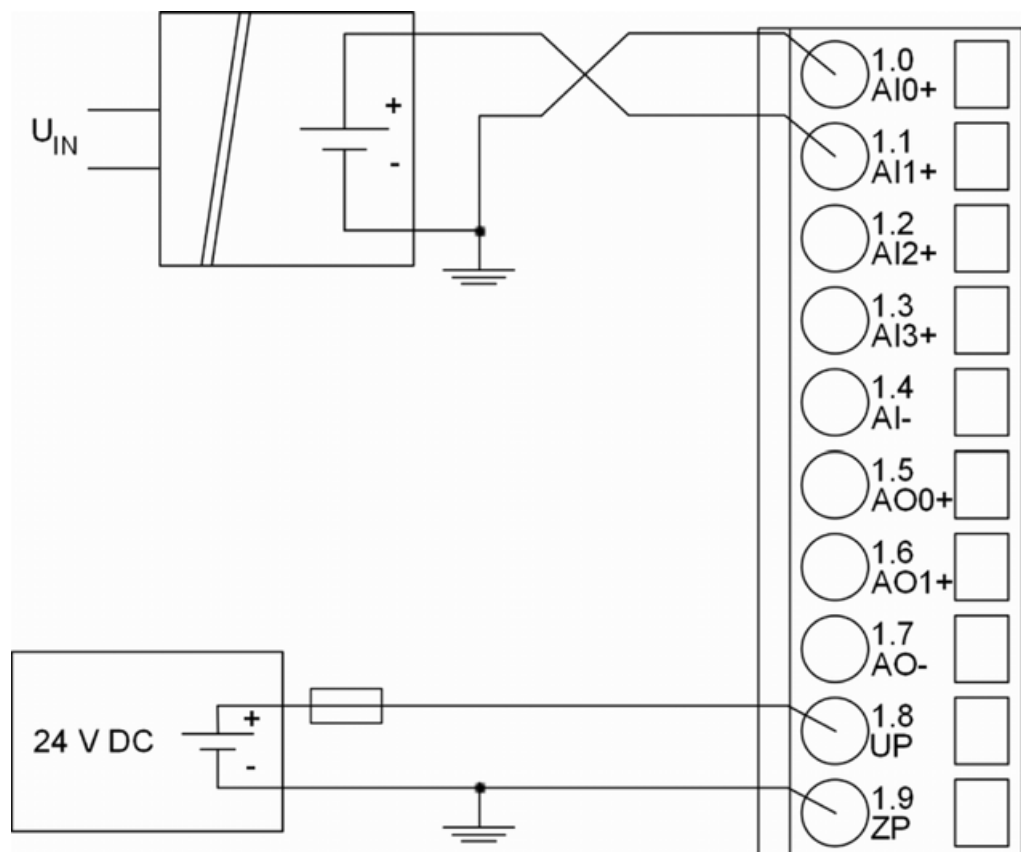 U_IN
+
-
1.0
AI0+
1.1
AI1+
1.2
AI2+
1.3
AI3+
1.4
AI-
1.5
AO0+
1.6
AO1+
1.7
AO-
24 V DC
+
-
1.8
UP
1.9
ZP